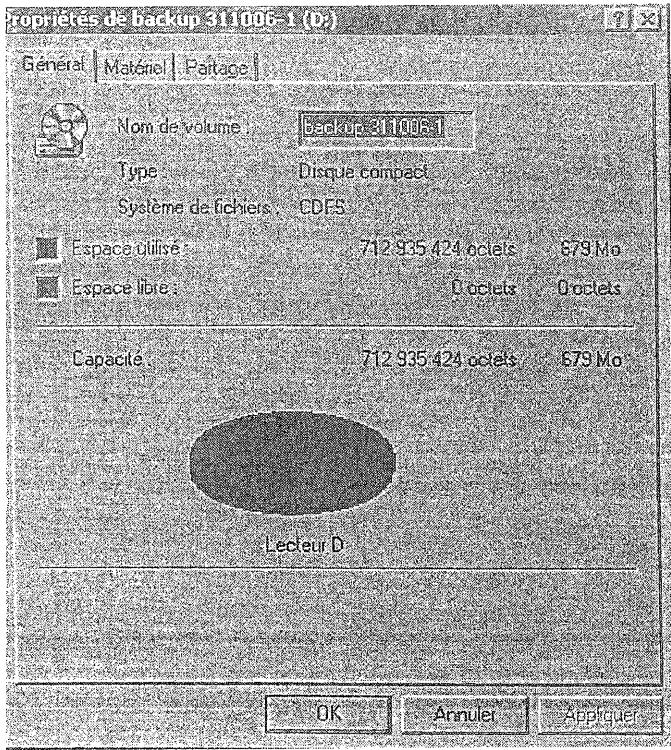 Propriétés de backup 311006-1 (D:)
Général Matériel Partage
Nom de volume : backup 311006-1
Type : Disque compact
Système de fichiers : CDFS
Espace utilisé : 712 935 424 octets 679 Mo
Espace libre : 0 octets 0 octets
Capacité : 712 935 424 octets 679 Mo
Lecteur D
OK Annuler Appliquer